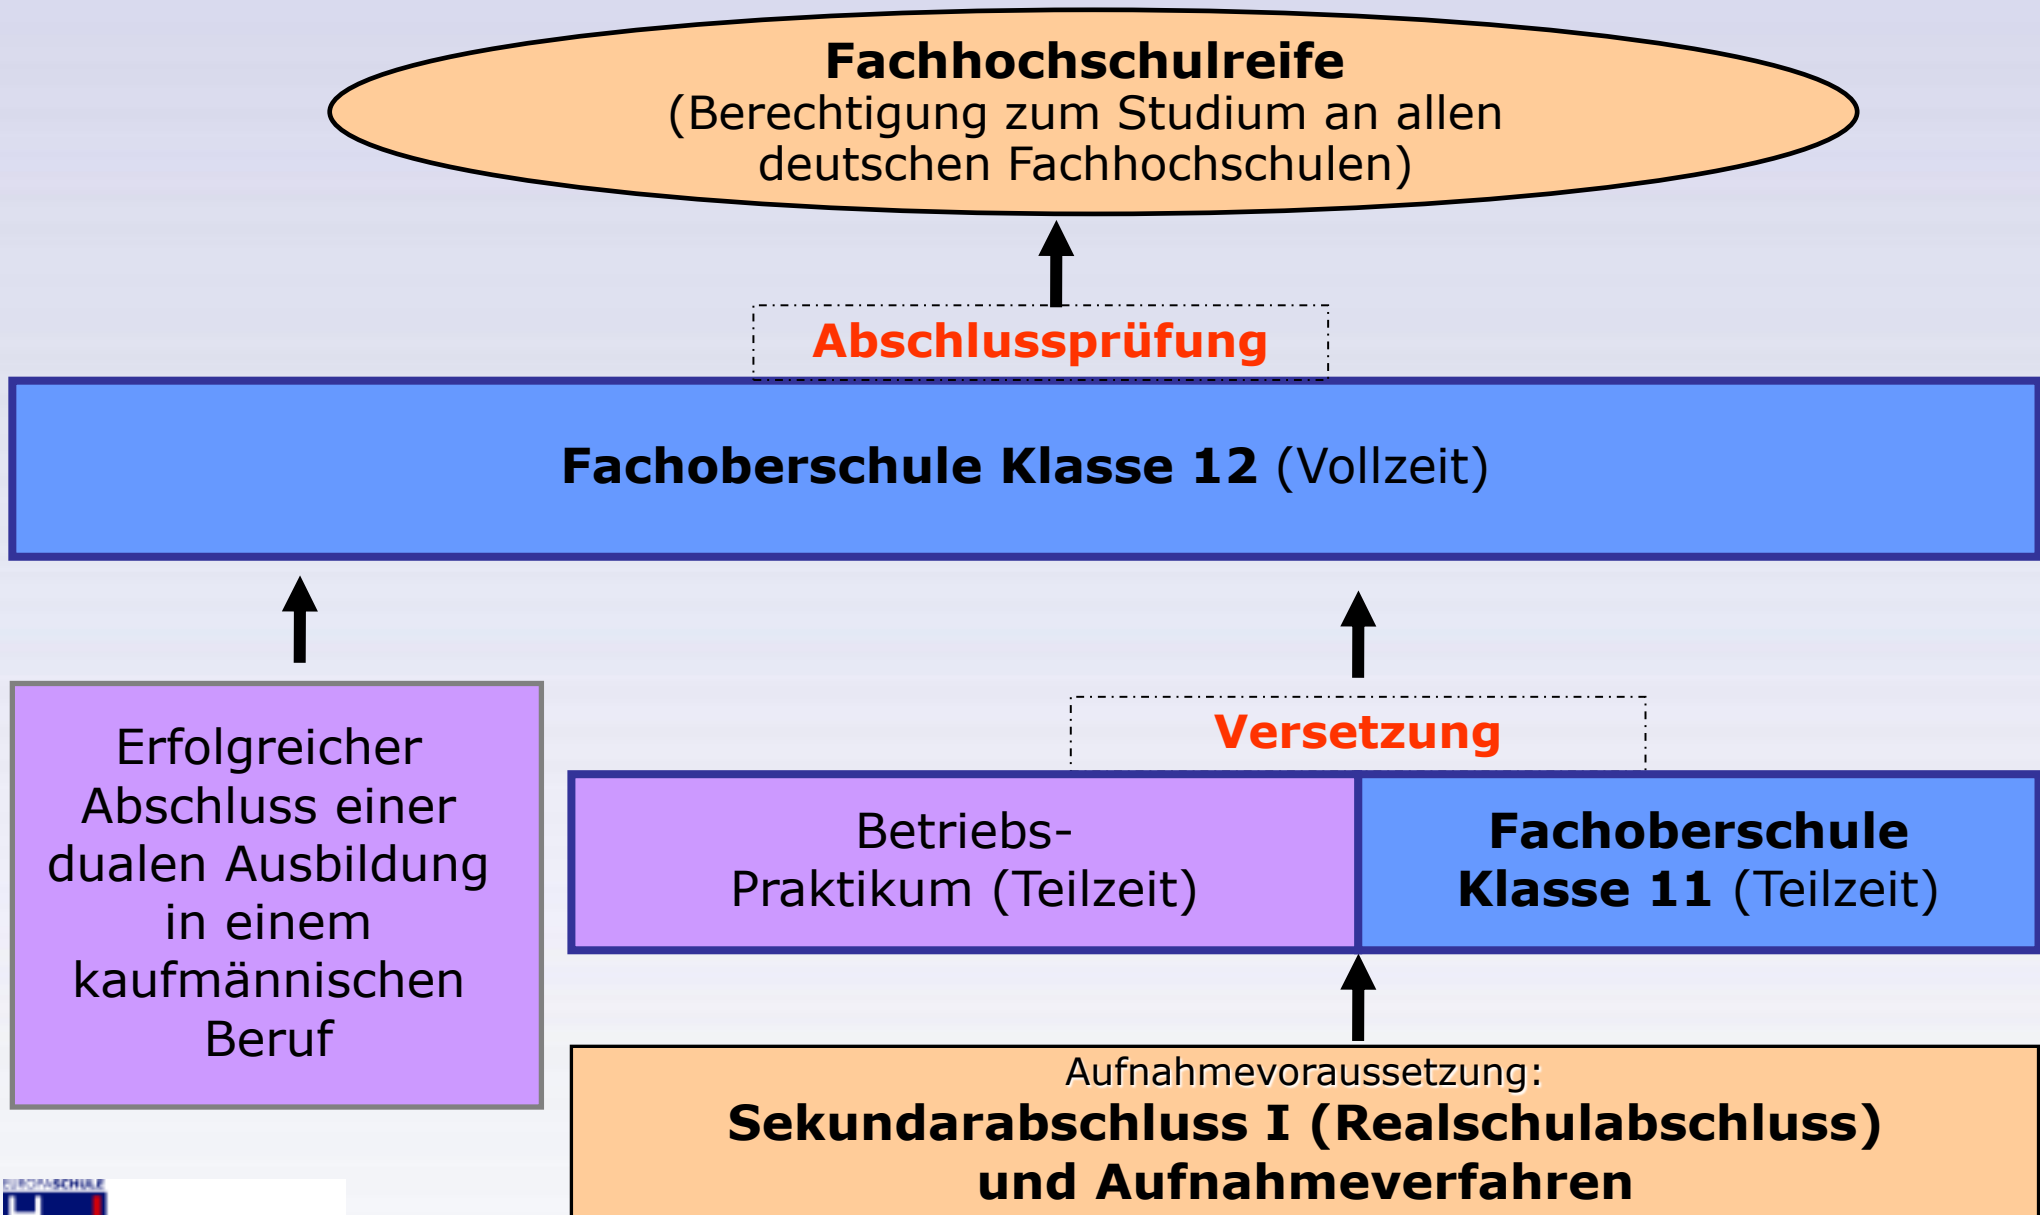 Fachhochschulreife
(Berechtigung zum Studium an allen
deutschen Fachhochschulen)
Abschlussprüfung
Fachoberschule Klasse 12 (Vollzeit)
Erfolgreicher
Abschluss einer
dualen Ausbildung
in einem
kaufmännischen
Beruf
Versetzung
Betriebs-
Praktikum (Teilzeit)
Fachoberschule
Klasse 11 (Teilzeit)
Aufnahmevoraussetzung:
Sekundarabschluss I (Realschulabschluss)
und Aufnahmeverfahren
EUROPASCHULE